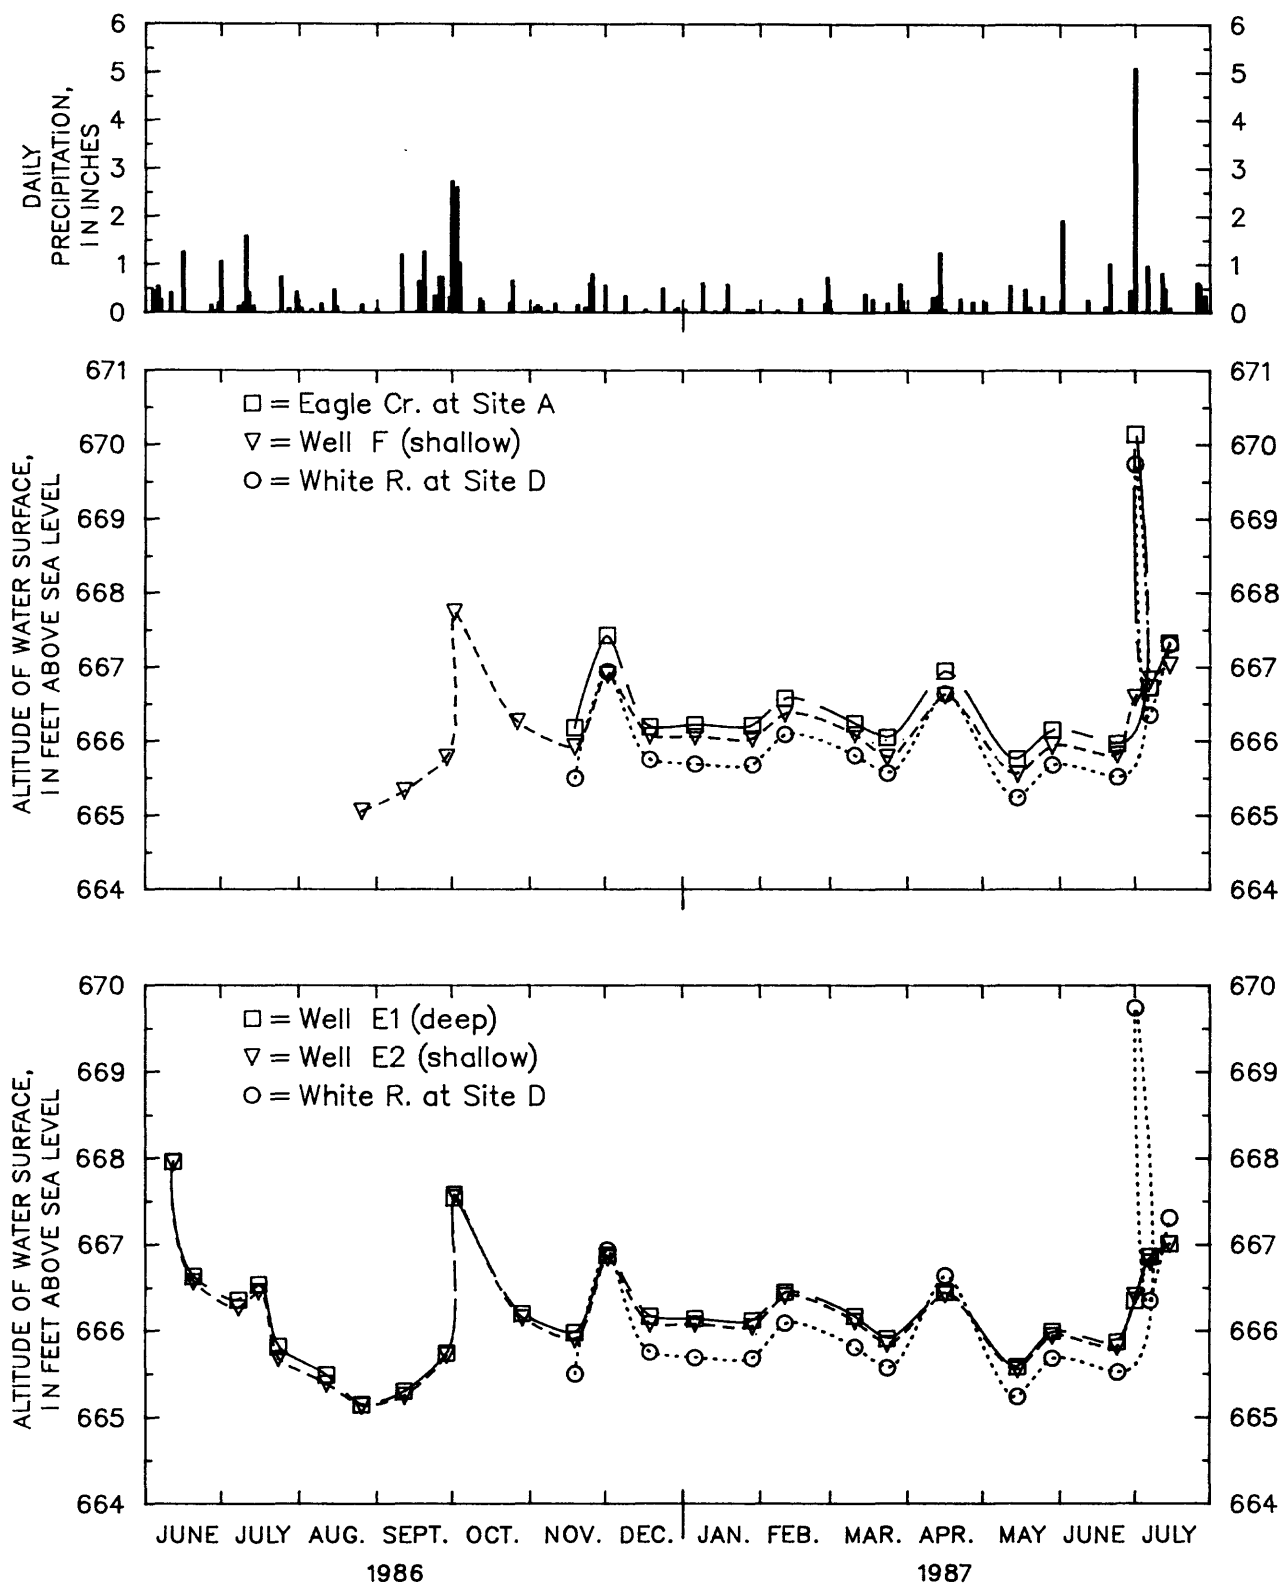 6 6
5 5
4 4
3 3
2 2
1 1
0 0
DAILY
PRECIPITATION,
IN INCHES
671 671
670 670
669 669
668 668
667 667
666 666
665 665
664 664
ALTITUDE OF WATER SURFACE,
IN FEET ABOVE SEA LEVEL
□ = Eagle Cr. at Site A
▽ = Well F (shallow)
○ = White R. at Site D
670 670
669 669
668 668
667 667
666 666
665 665
664 664
ALTITUDE OF WATER SURFACE,
IN FEET ABOVE SEA LEVEL
□ = Well E1 (deep)
▽ = Well E2 (shallow)
○ = White R. at Site D
JUNE JULY AUG. SEPT. OCT. NOV. DEC. JAN. FEB. MAR. APR. MAY JUNE JULY
1986 1987